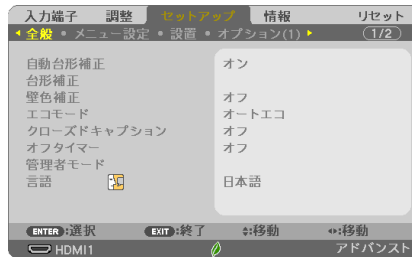 入力端子 調整 セットアップ 情報 リセット
全般 • メニュー設定 • 設置 • オプション(1) 1/2
自動台形補正 オン
台形補正
壁色補正 オフ
エコモード オートエコ
クローズドキャプション オフ
オフタイマー オフ
管理者モード
言語 日本語
ENTER:選択 EXIT:終了 :移動 :移動
HDMI1 アドバンスト